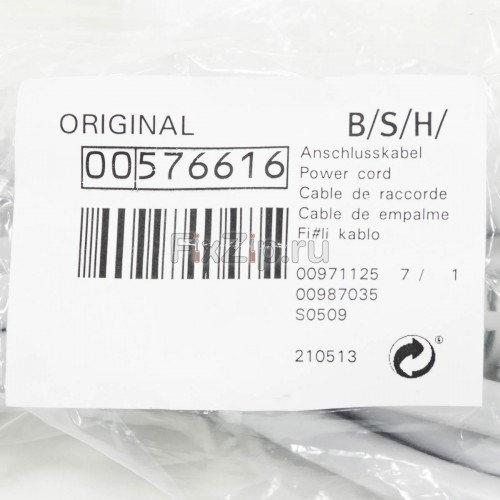 ORIGINAL
B/S/H/
00576616
Anschlusskabel
Power cord
Cable de raccorde
Cable de empalme
Fi#li kablo
FixZip.ru
00971125 7 / 1
00987035
S0509
210513